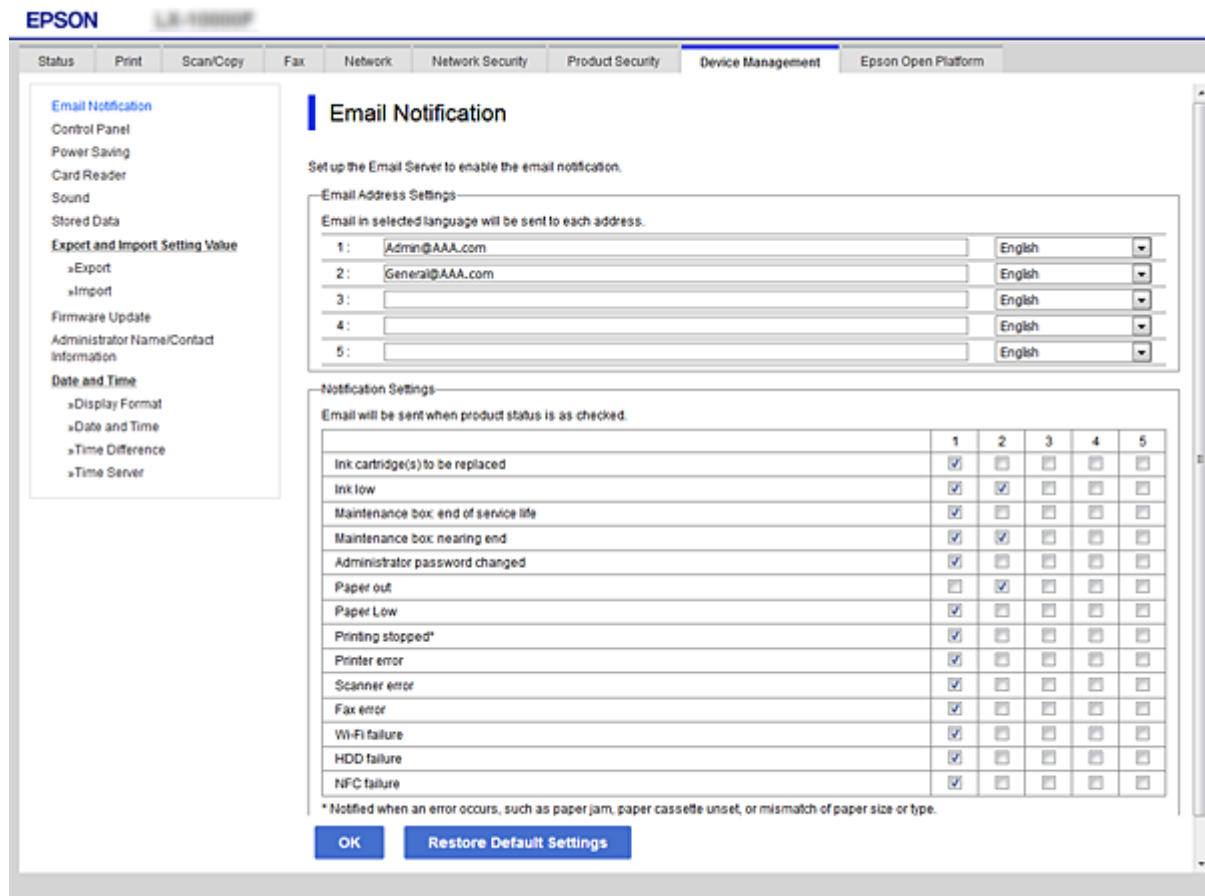 EPSON
Status Print Scan/Copy Fax Network Network Security Product Security Device Management Epson Open Platform
Email Notification
Control Panel
Power Saving
Card Reader
Sound
Stored Data
Export and Import Setting Value
»Export
»Import
Firmware Update
Administrator Name/Contact
Information
Date and Time
»Display Format
»Date and Time
»Time Difference
»Time Server
Email Notification
Set up the Email Server to enable the email notification.
Email Address Settings
Email in selected language will be sent to each address.
1 : Admin@AAA.com English
2 : General@AAA.com English
3 : English
4 : English
5 : English
Notification Settings
Email will be sent when product status is as checked.
1 2 3 4 5
Ink cartridge(s) to be replaced
Ink low
Maintenance box: end of service life
Maintenance box: nearing end
Administrator password changed
Paper out
Paper Low
Printing stopped*
Printer error
Scanner error
Fax error
Wi-Fi failure
HDD failure
NFC failure
* Notified when an error occurs, such as paper jam, paper cassette unset, or mismatch of paper size or type.
OK Restore Default Settings